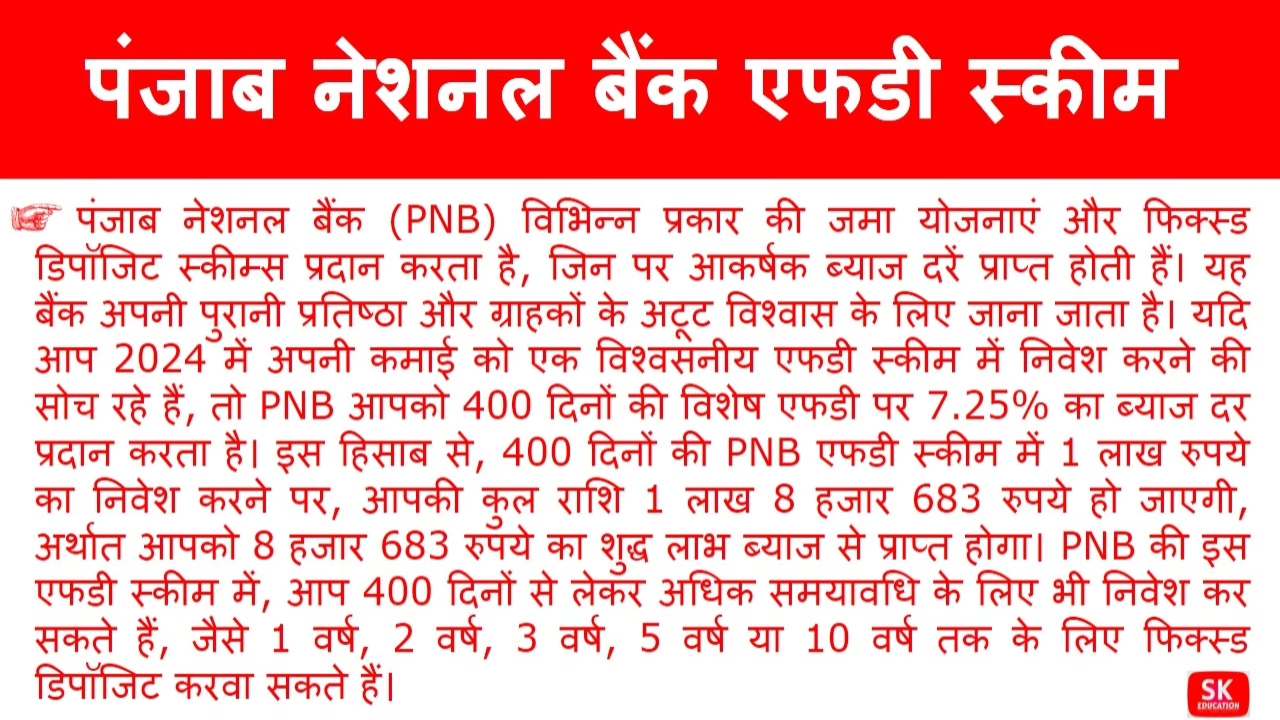 पंजाब नेशनल बैंक एफडी स्कीम
☞ पंजाब नेशनल बैंक (PNB) विभिन्न प्रकार की जमा योजनाएं और फिक्स्ड
डिपॉजिट स्कीम्स प्रदान करता है, जिन पर आकर्षक ब्याज दरें प्राप्त होती हैं। यह
बैंक अपनी पुरानी प्रतिष्ठा और ग्राहकों के अटूट विश्वास के लिए जाना जाता है। यदि
आप 2024 में अपनी कमाई को एक विश्वसनीय एफडी स्कीम में निवेश करने की
सोच रहे हैं, तो PNB आपको 400 दिनों की विशेष एफडी पर 7.25% का ब्याज दर
प्रदान करता है। इस हिसाब से, 400 दिनों की PNB एफडी स्कीम में 1 लाख रुपये
का निवेश करने पर, आपकी कुल राशि 1 लाख 8 हजार 683 रुपये हो जाएगी,
अर्थात आपको 8 हजार 683 रुपये का शुद्ध लाभ ब्याज से प्राप्त होगा। PNB की इस
एफडी स्कीम में, आप 400 दिनों से लेकर अधिक समयावधि के लिए भी निवेश कर
सकते हैं, जैसे 1 वर्ष, 2 वर्ष, 3 वर्ष, 5 वर्ष या 10 वर्ष तक के लिए फिक्स्ड
डिपॉजिट करवा सकते हैं।
SK
EDUCATION